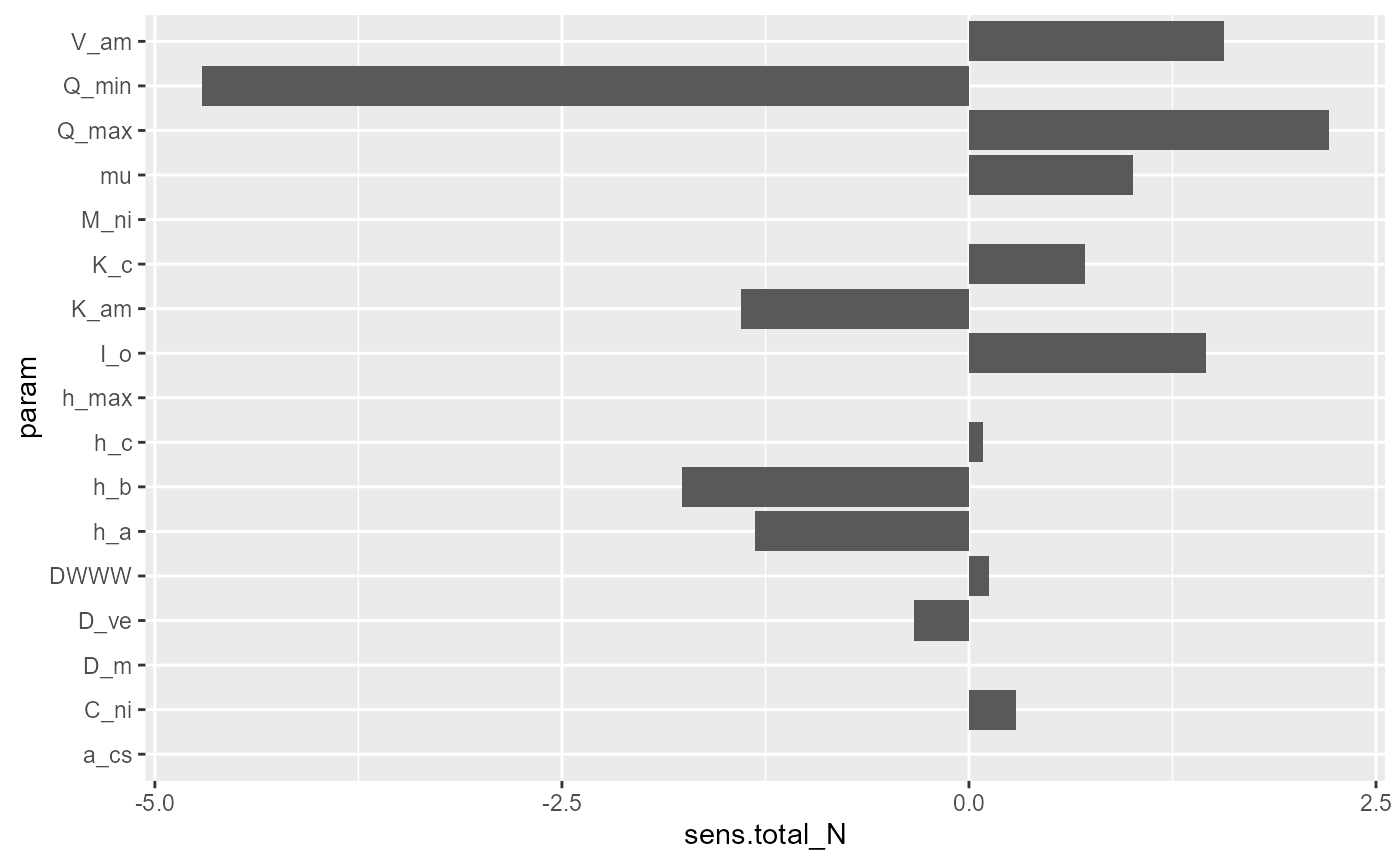 V_am
Q_min
Q_max
mu
M_ni
K_c
K_am
I_o
h_max
h_c
h_b
h_a
DWWW
D_ve
D_m
C_ni
a_cs
param
-5.0 -2.5 0.0 2.5
sens.total_N